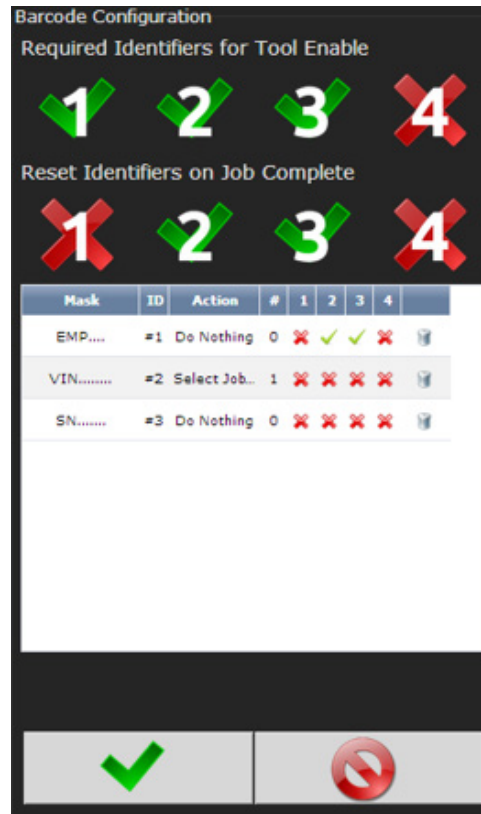 Barcode Configuration
Required Identifiers for Tool Enable
1 2 3 4
Reset Identifiers on Job Complete
1 2 3 4
Mask ID Action # 1 2 3 4
EMP.... #1 Do Nothing 0
VIN........ #2 Select Job... 1
SN....... #3 Do Nothing 0